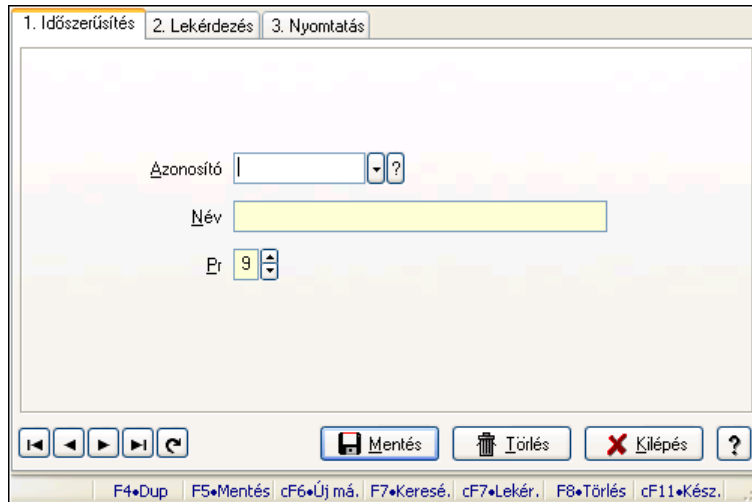 1. Időszerűsítés 2. Lekérdezés 3. Nyomtatás
Azonosító ?
Név
Pr 9
Mentés Törlés Kilépés ?
F4•Dup F5•Mentés cF6•Új má. F7•Keresé. cF7•Lekér. F8•Törlés cF11•Kész.